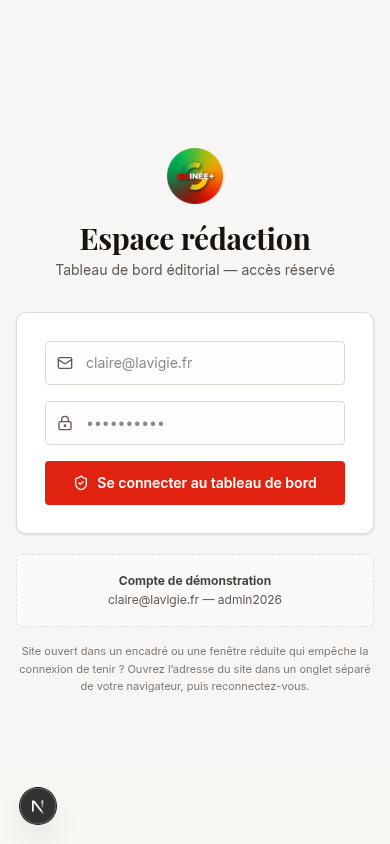 GUINÉE+
Espace rédaction
Tableau de bord éditorial — accès réservé
claire@lavigie.fr
••••••••••
Se connecter au tableau de bord
Compte de démonstration
claire@lavigie.fr — admin2026
Site ouvert dans un encadré ou une fenêtre réduite qui empêche la
connexion de tenir ? Ouvrez l’adresse du site dans un onglet séparé
de votre navigateur, puis reconnectez-vous.
N